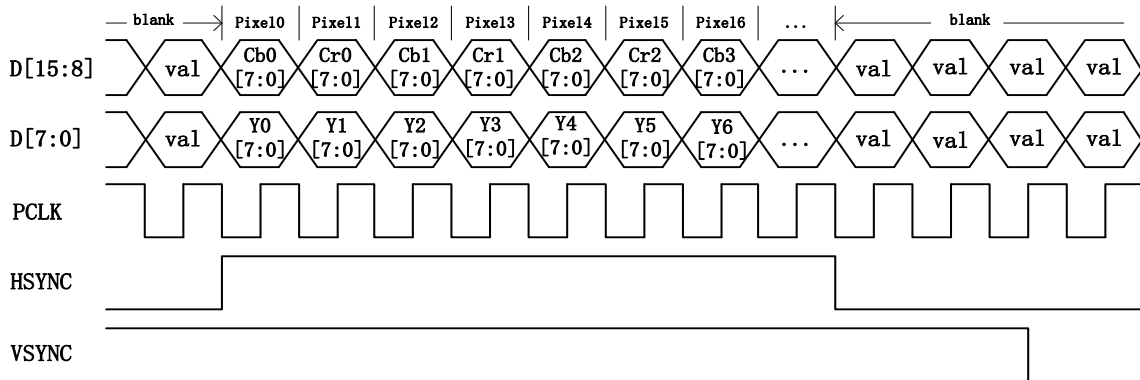 blank Pixel0 Pixel1 Pixel2 Pixel3 Pixel4 Pixel5 Pixel6 ... blank
D[15:8] val Cb0 [7:0] Cr0 [7:0] Cb1 [7:0] Cr1 [7:0] Cb2 [7:0] Cr2 [7:0] Cb3 [7:0] ... val val val val
D[7:0] val Y0 [7:0] Y1 [7:0] Y2 [7:0] Y3 [7:0] Y4 [7:0] Y5 [7:0] Y6 [7:0] ... val val val val
PCLK
HSYNC
VSYNC